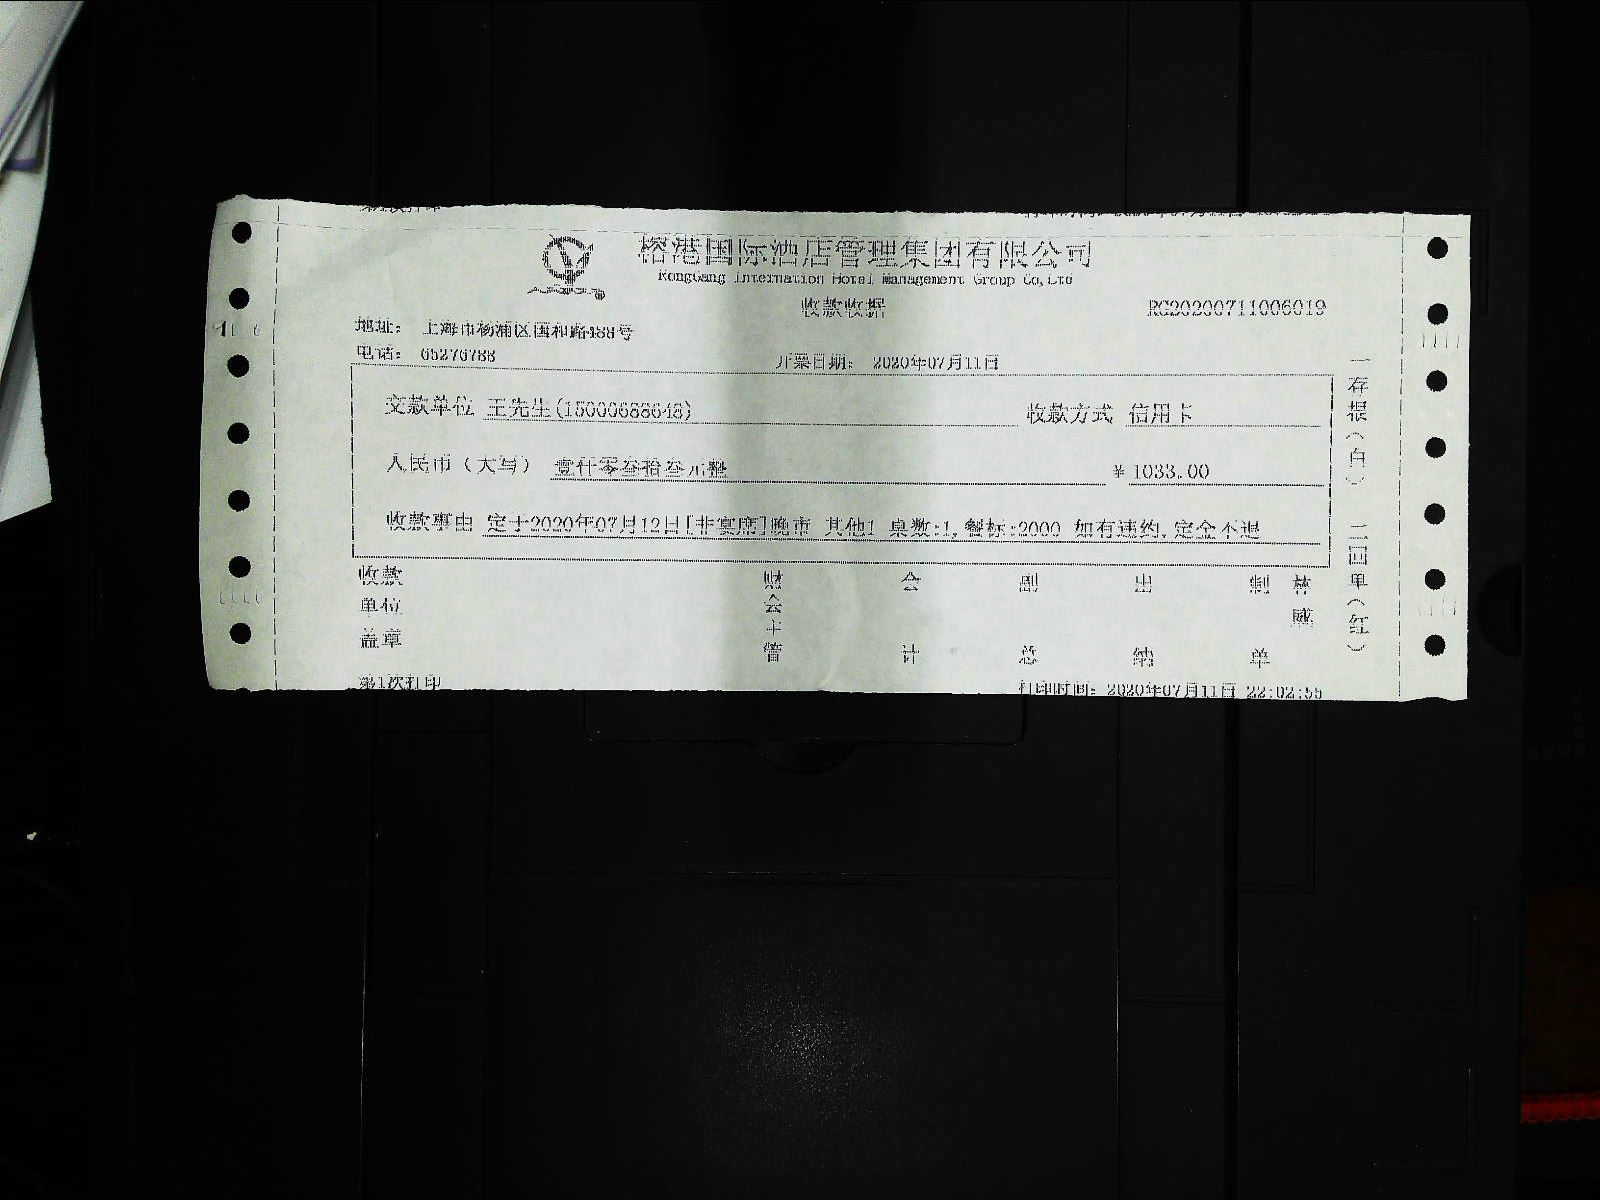 榕港国际酒店管理集团有限公司
RongGang Internation Hotel Management Group Co,Ltd
收款收据
RG20200711006019
地址： 上海市杨浦区国和路488号
电话： 65276788
开票日期： 2020年07月11日
交款单位 王先生(15000688648) 收款方式 信用卡
人民币（大写） 壹仟零叁拾叁元整 ¥ 1033.00
收款事由 定于2020年07月12日[非宴席]晚市 其他1 桌数:1,餐标:2000 如有违约,定金不退
收款单位盖章 财会主管 会计 副总 出纳 制单 林威
一存根（白） 二回单（红）
第1次打印 打印时间：2020年07月11日 22:02:55